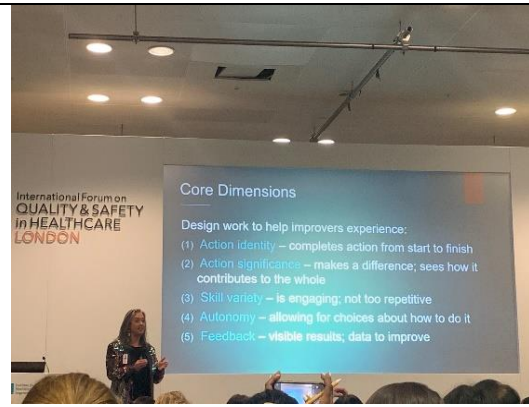 International Forum on
QUALITY & SAFETY
in HEALTHCARE
LONDON
Core Dimensions
Design work to help improvers experience:
(1) Action identity – completes action from start to finish
(2) Action significance – makes a difference; sees how it
contributes to the whole
(3) Skill variety – is engaging; not too repetitive
(4) Autonomy – allowing for choices about how to do it
(5) Feedback – visible results; data to improve